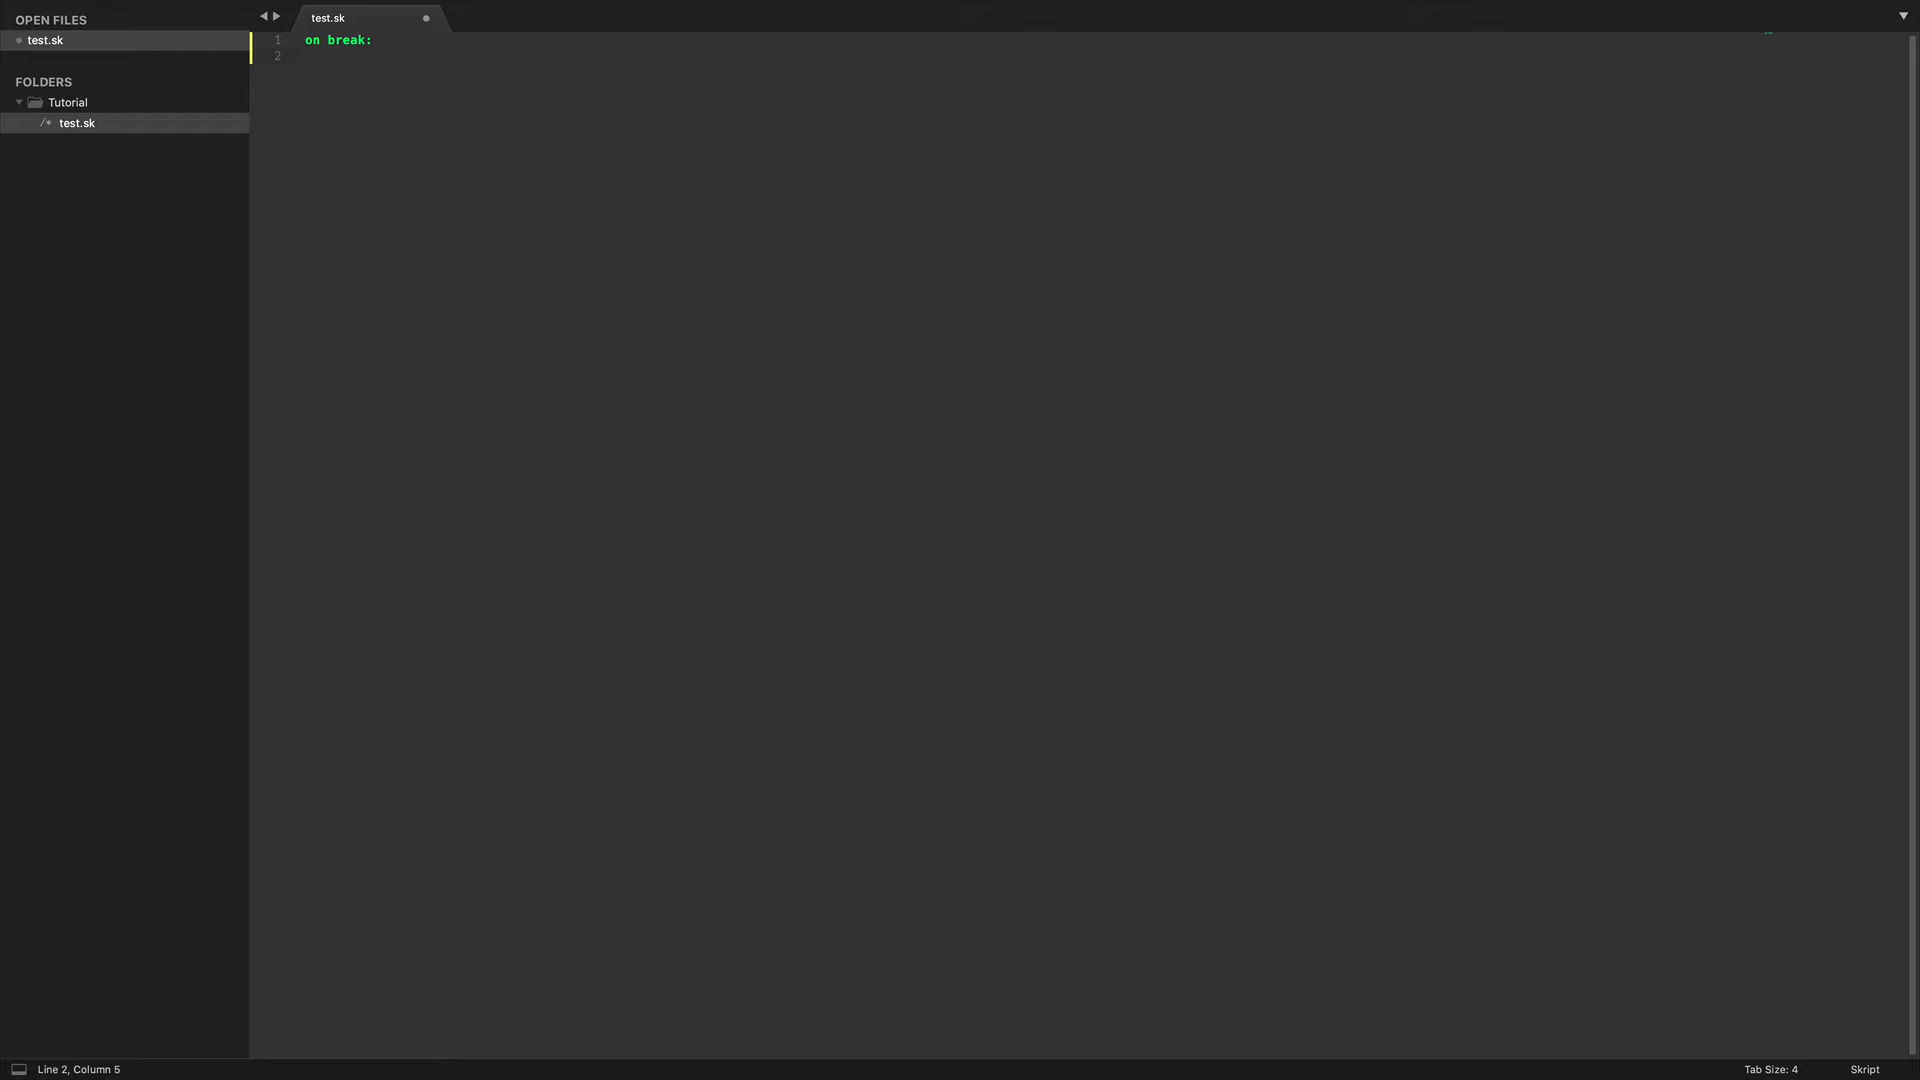 OPEN FILES
test.sk
FOLDERS
Tutorial
/* test.sk
test.sk
1 on break:
2
Line 2, Column 5
Tab Size: 4
Skript